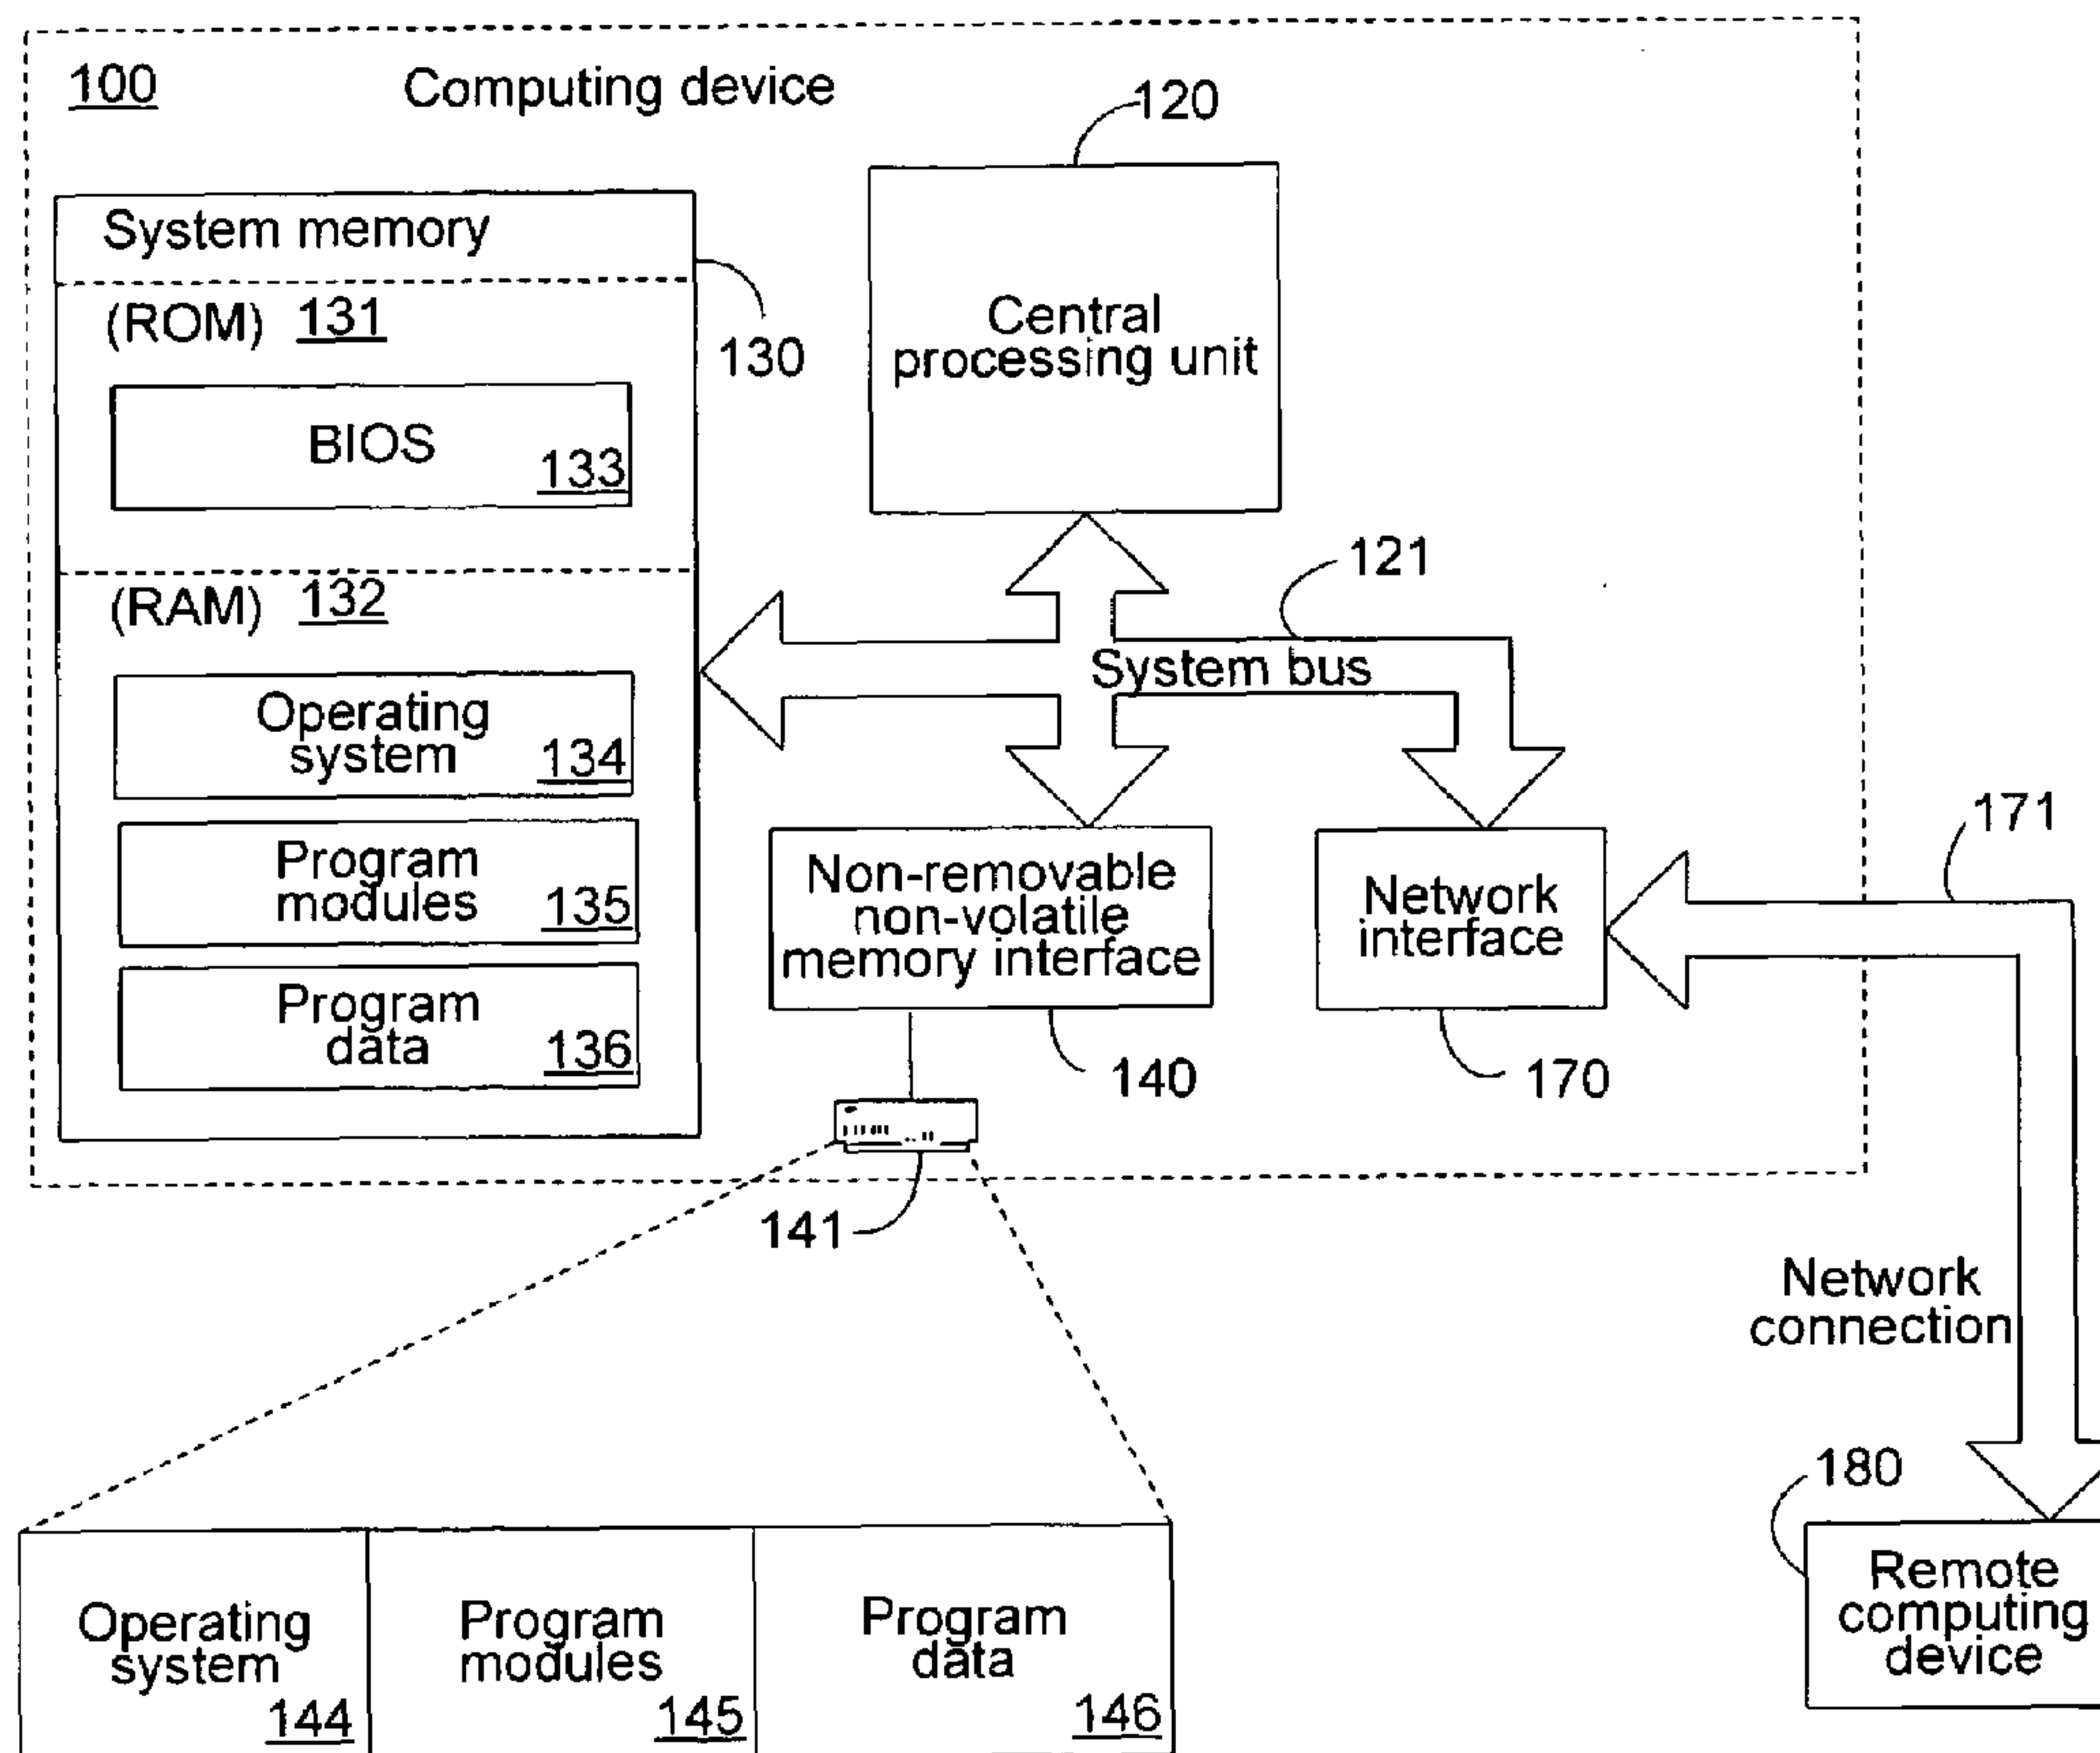 100 Computing device
120
System memory
(ROM) 131
130
Central
processing unit
BIOS
133
121
(RAM) 132
System bus
Operating
system 134
171
Program
modules 135
Non-removable
non-volatile
memory interface
Network
interface
Program
data 136
140
170
141
Network
connection
180
Remote
computing
device
Operating
system
144
Program
modules
145
Program
data
146